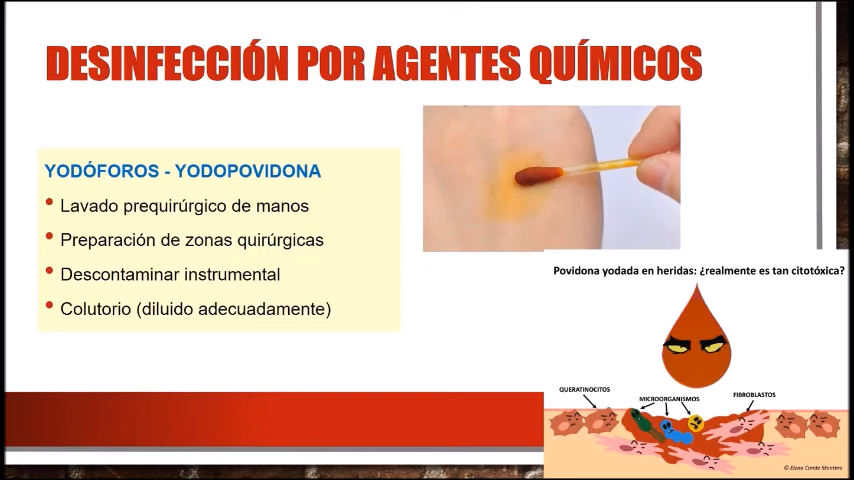 DESINFECCIÓN POR AGENTES QUÍMICOS
YODÓFOROS - YODOPOVIDONA
• Lavado prequirúrgico de manos
• Preparación de zonas quirúrgicas
• Descontaminar instrumental
• Colutorio (diluido adecuadamente)
Povidona yodada en heridas: ¿realmente es tan citotóxica?
QUERATINOCITOS
MICROORGANISMOS
FIBROBLASTOS
© Elena Conde Montero